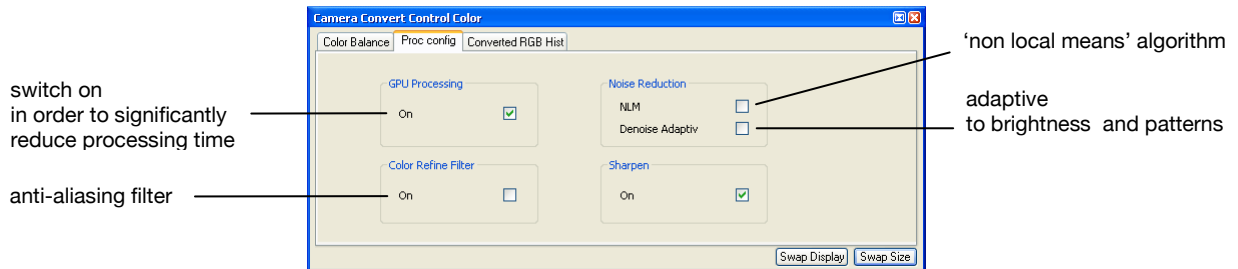 Camera Convert Control Color
Color Balance
Proc config
Converted RGB Hist
switch on
in order to significantly
reduce processing time
anti-aliasing filter
GPU Processing
On
Color Refine Filter
On
Noise Reduction
NLM
Denoise Adaptiv
Sharpen
On
‘non local means’ algorithm
adaptive
to brightness and patterns
Swap Display
Swap Size